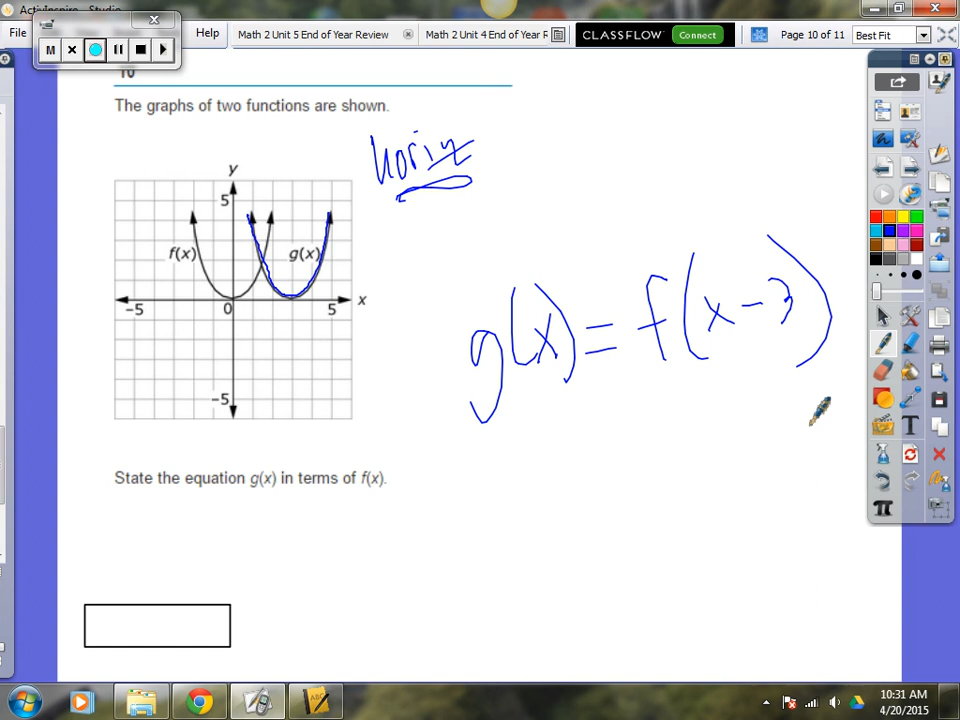 ActivInspire - Studio
File
Help
Math 2 Unit 5 End of Year Review
Math 2 Unit 4 End of Year R
CLASSFLOW
Connect
Page 10 of 11
Best Fit
M
10
The graphs of two functions are shown.
horiz
y
5
f(x)
g(x)
x
-5
0
5
-5
g(x) = f(x-3)
State the equation g(x) in terms of f(x).
T
ABC
10:31 AM
4/20/2015